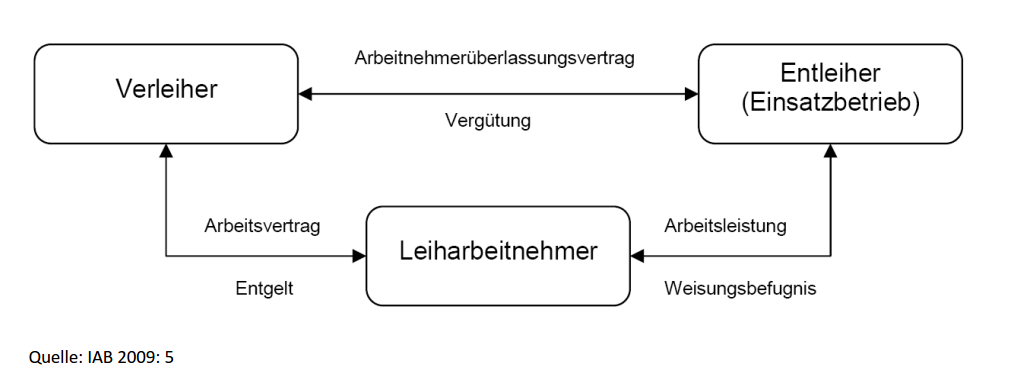 Arbeitnehmerüberlassungsvertrag
Verleiher
Entleiher
(Einsatzbetrieb)
Vergütung
Arbeitsvertrag
Leiharbeitnehmer
Arbeitsleistung
Entgelt
Weisungsbefugnis
Quelle: IAB 2009: 5